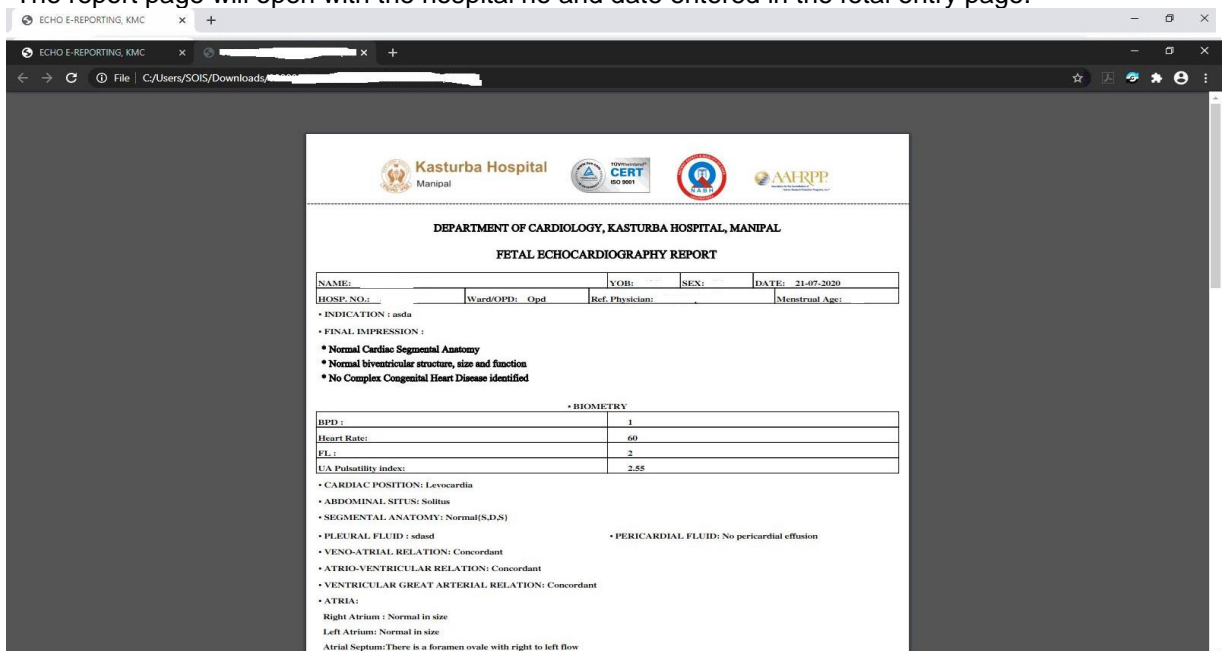 The report page will open with the hospital no and date entered in the fetal entry page.
ECHO E-REPORTING, KMC
ECHO E-REPORTING, KMC
File | C:/Users/SOIS/Downloads/
Kasturba Hospital
Manipal
CERT
ISO 9001
NABH
AAHRPP
DEPARTMENT OF CARDIOLOGY, KASTURBA HOSPITAL, MANIPAL
FETAL ECHOCARDIOGRAPHY REPORT
NAME: YOB: SEX: DATE: 21-07-2020
HOSP. NO.: Ward/OPD: Opd Ref. Physician: Menstrual Age:
• INDICATION : asda
• FINAL IMPRESSION :
* Normal Cardiac Segmental Anatomy
* Normal biventricular structure, size and function
* No Complex Congenital Heart Disease identified
• BIOMETRY
BPD : 1
Heart Rate: 60
FL : 2
UA Pulsatility index: 2.55
• CARDIAC POSITION: Levocardia
• ABDOMINAL SITUS: Solitus
• SEGMENTAL ANATOMY: Normal{S,D,S}
• PLEURAL FLUID : sdasd • PERICARDIAL FLUID: No pericardial effusion
• VENO-ATRIAL RELATION: Concordant
• ATRIO-VENTRICULAR RELATION: Concordant
• VENTRICULAR GREAT ARTERIAL RELATION: Concordant
• ATRIA:
Right Atrium : Normal in size
Left Atrium: Normal in size
Atrial Septum:There is a foramen ovale with right to left flow